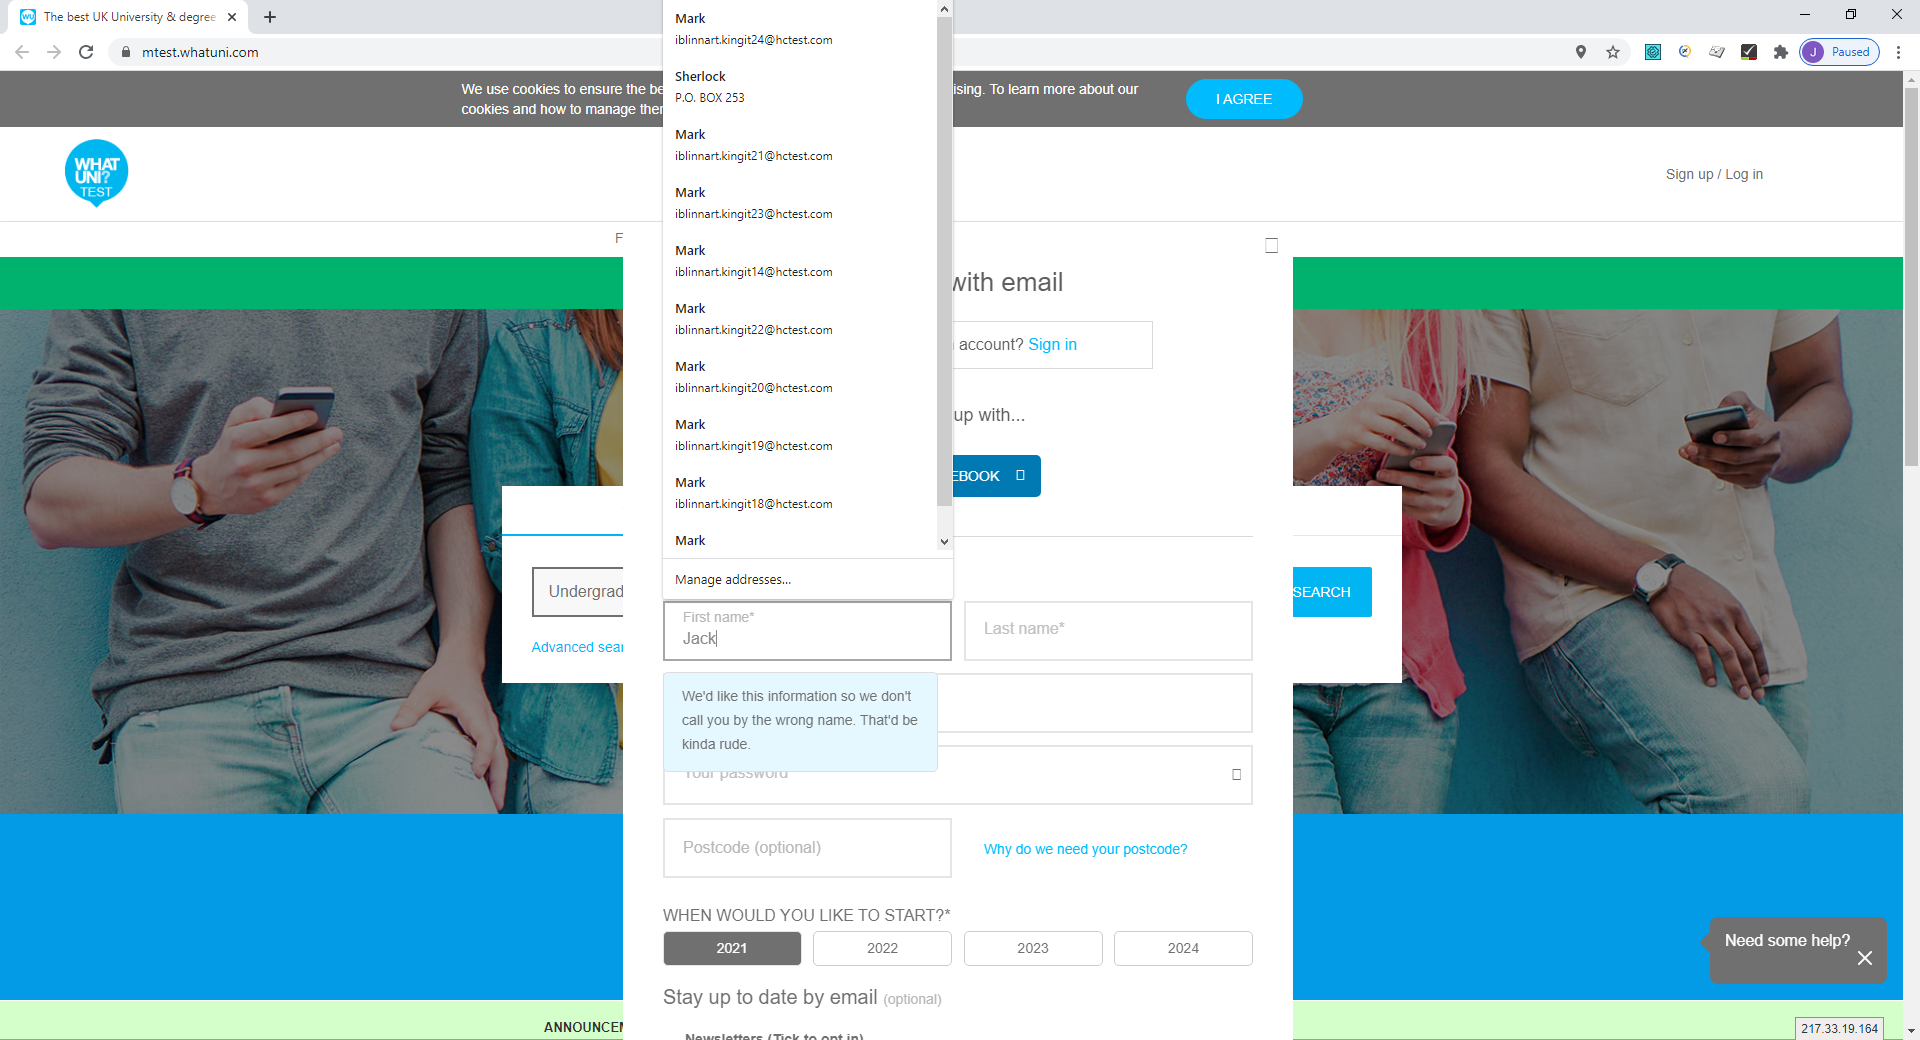 The best UK University & degree
mtest.whatuni.com
J Paused
We use cookies to ensure the be
ising. To learn more about our
cookies and how to manage ther
I AGREE
WHAT
UNI?
TEST
Sign up / Log in
F
Mark
iblinnart.kingit24@hctest.com
Sherlock
P.O. BOX 253
Mark
iblinnart.kingit21@hctest.com
Mark
iblinnart.kingit23@hctest.com
Mark
iblinnart.kingit14@hctest.com
Mark
iblinnart.kingit22@hctest.com
Mark
iblinnart.kingit20@hctest.com
Mark
iblinnart.kingit19@hctest.com
Mark
iblinnart.kingit18@hctest.com
Mark
Manage addresses...
with email
account? Sign in
up with...
EBOOK
Undergrad
SEARCH
Advanced sear
First name*
Jack
Last name*
We'd like this information so we don't
call you by the wrong name. That'd be
kinda rude.
Your password
Postcode (optional)
Why do we need your postcode?
WHEN WOULD YOU LIKE TO START?*
2021
2022
2023
2024
Stay up to date by email (optional)
Newsletters (Tick to opt in)
Need some help?
ANNOUNCEM
217.33.19.164